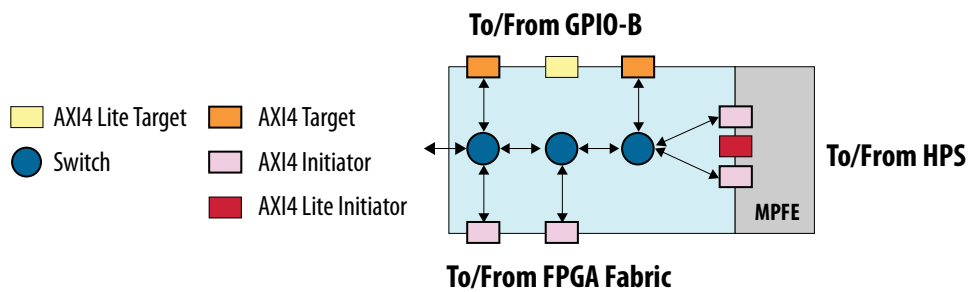 To/From GPIO-B
AXI4 Lite Target
AXI4 Target
Switch
AXI4 Initiator
AXI4 Lite Initiator
To/From HPS
MPFE
To/From FPGA Fabric